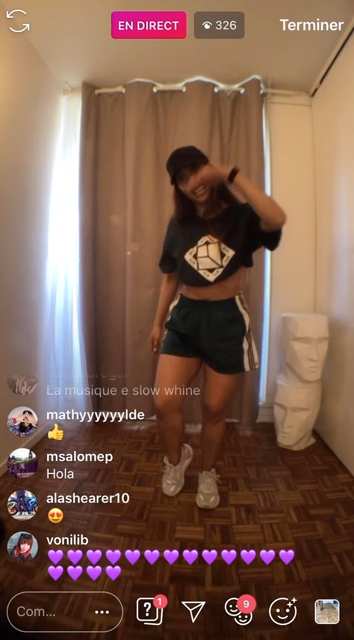 EN DIRECT
326
Terminer
La musique e slow whine
mathyyyyyylde
👍
msalomep
Hola
alashearer10
😍
vonilib
💜💜💜💜💜💜💜💜💜💜💜💜💜
💜💜💜💜
Com...
1
9